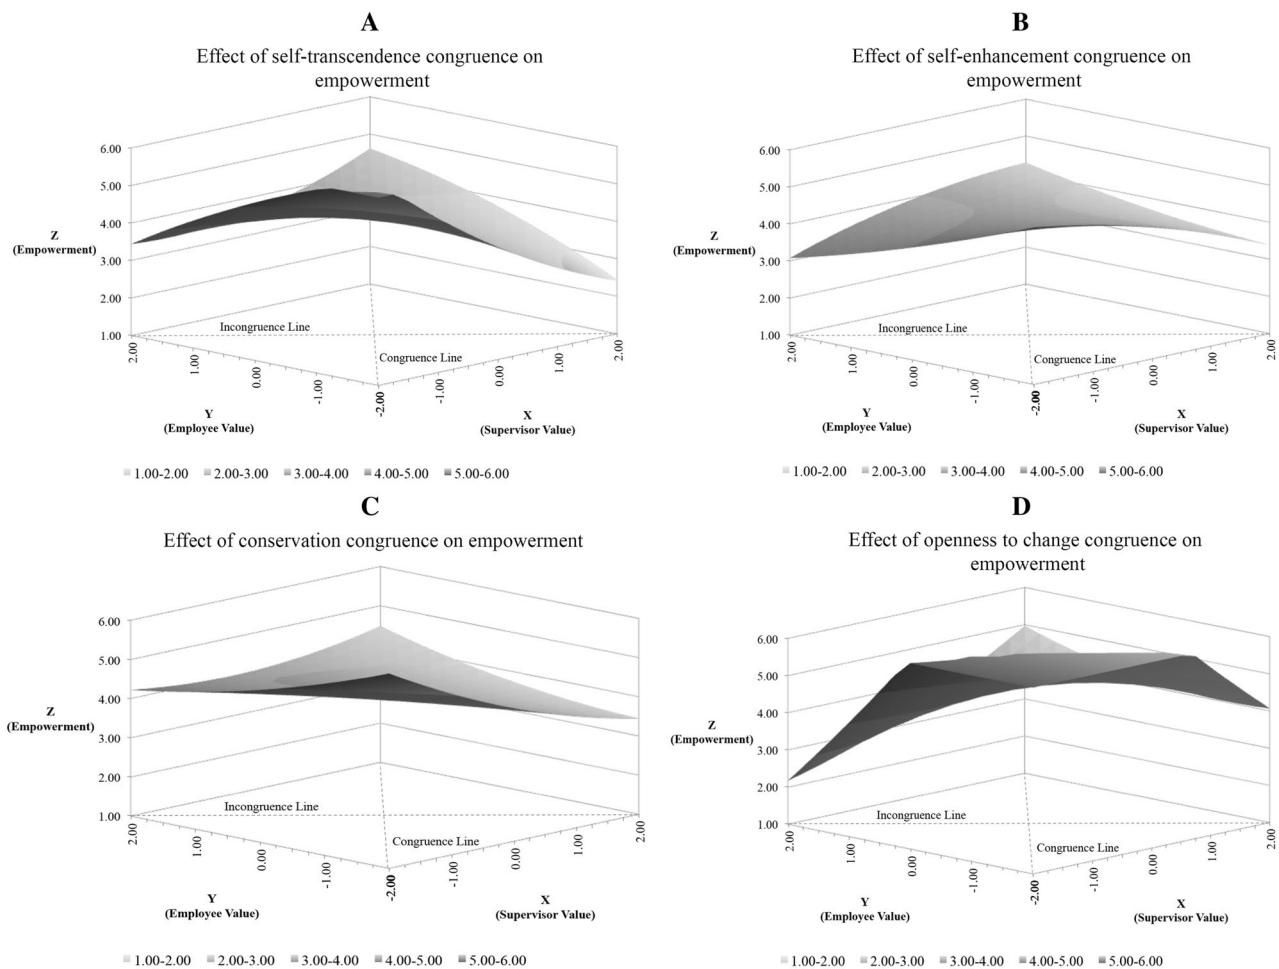 A
Effect of self-transcendence congruence on
empowerment
6.00
5.00
4.00
3.00
2.00
1.00
Z
(Empowerment)
Incongruence Line
Congruence Line
2.00
1.00
0.00
-1.00
-2.00
-1.00
0.00
1.00
2.00
Y
(Employee Value)
X
(Supervisor Value)
1.00-2.00 2.00-3.00 3.00-4.00 4.00-5.00 5.00-6.00
B
Effect of self-enhancement congruence on
empowerment
6.00
5.00
4.00
3.00
2.00
1.00
Z
(Empowerment)
Incongruence Line
Congruence Line
2.00
1.00
0.00
-1.00
-2.00
-1.00
0.00
1.00
2.00
Y
(Employee Value)
X
(Supervisor Value)
1.00-2.00 2.00-3.00 3.00-4.00 4.00-5.00 5.00-6.00
C
Effect of conservation congruence on empowerment
6.00
5.00
4.00
3.00
2.00
1.00
Z
(Empowerment)
Incongruence Line
Congruence Line
2.00
1.00
0.00
-1.00
-2.00
-1.00
0.00
1.00
2.00
Y
(Employee Value)
X
(Supervisor Value)
1.00-2.00 2.00-3.00 3.00-4.00 4.00-5.00 5.00-6.00
D
Effect of openness to change congruence on
empowerment
6.00
5.00
4.00
3.00
2.00
1.00
Z
(Empowerment)
Incongruence Line
Congruence Line
2.00
1.00
0.00
-1.00
-2.00
-1.00
0.00
1.00
2.00
Y
(Employee Value)
X
(Supervisor Value)
1.00-2.00 2.00-3.00 3.00-4.00 4.00-5.00 5.00-6.00